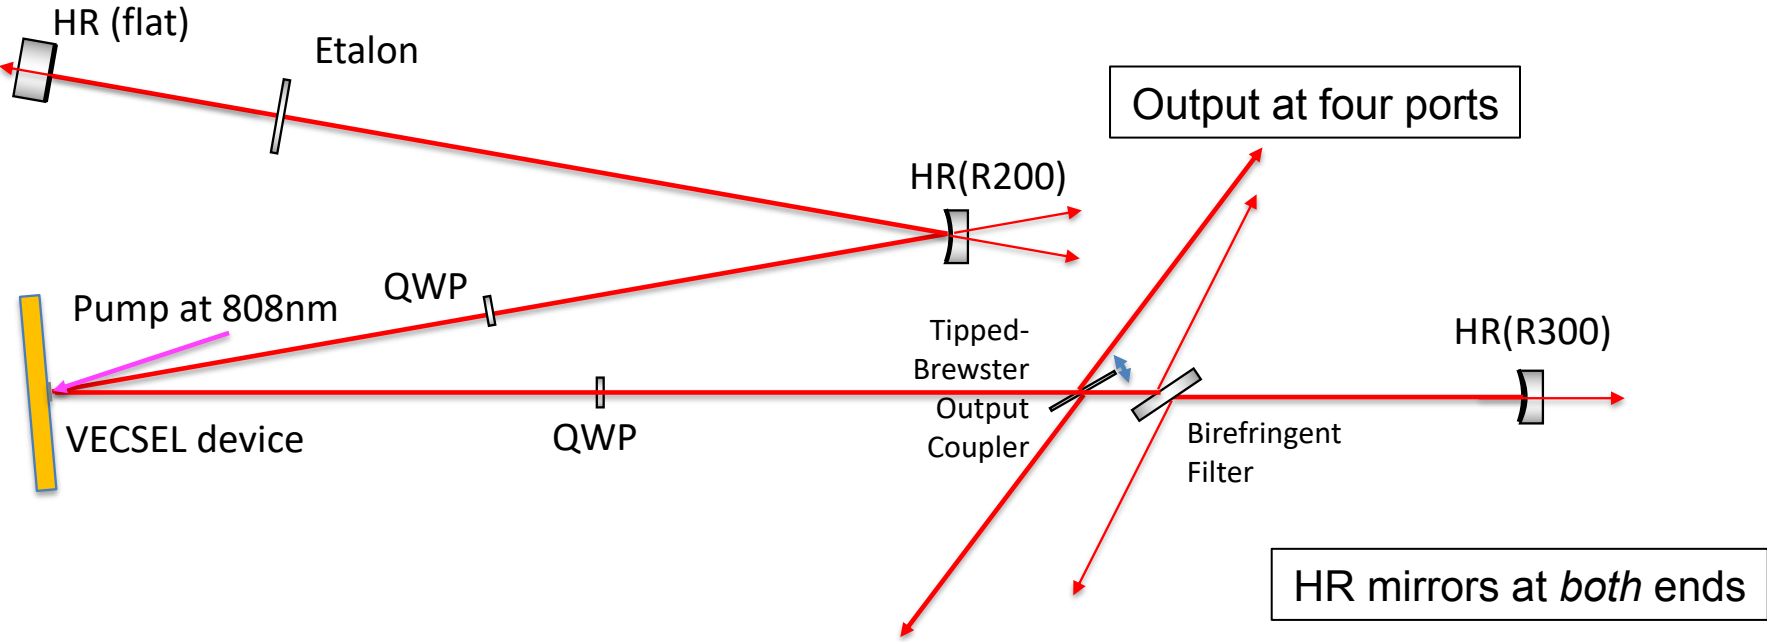 HR (flat)
Etalon
Output at four ports
HR(R200)
QWP
Pump at 808nm
Tipped-
Brewster
Output
Coupler
HR(R300)
VECSEL device
QWP
Birefringent
Filter
HR mirrors at both ends